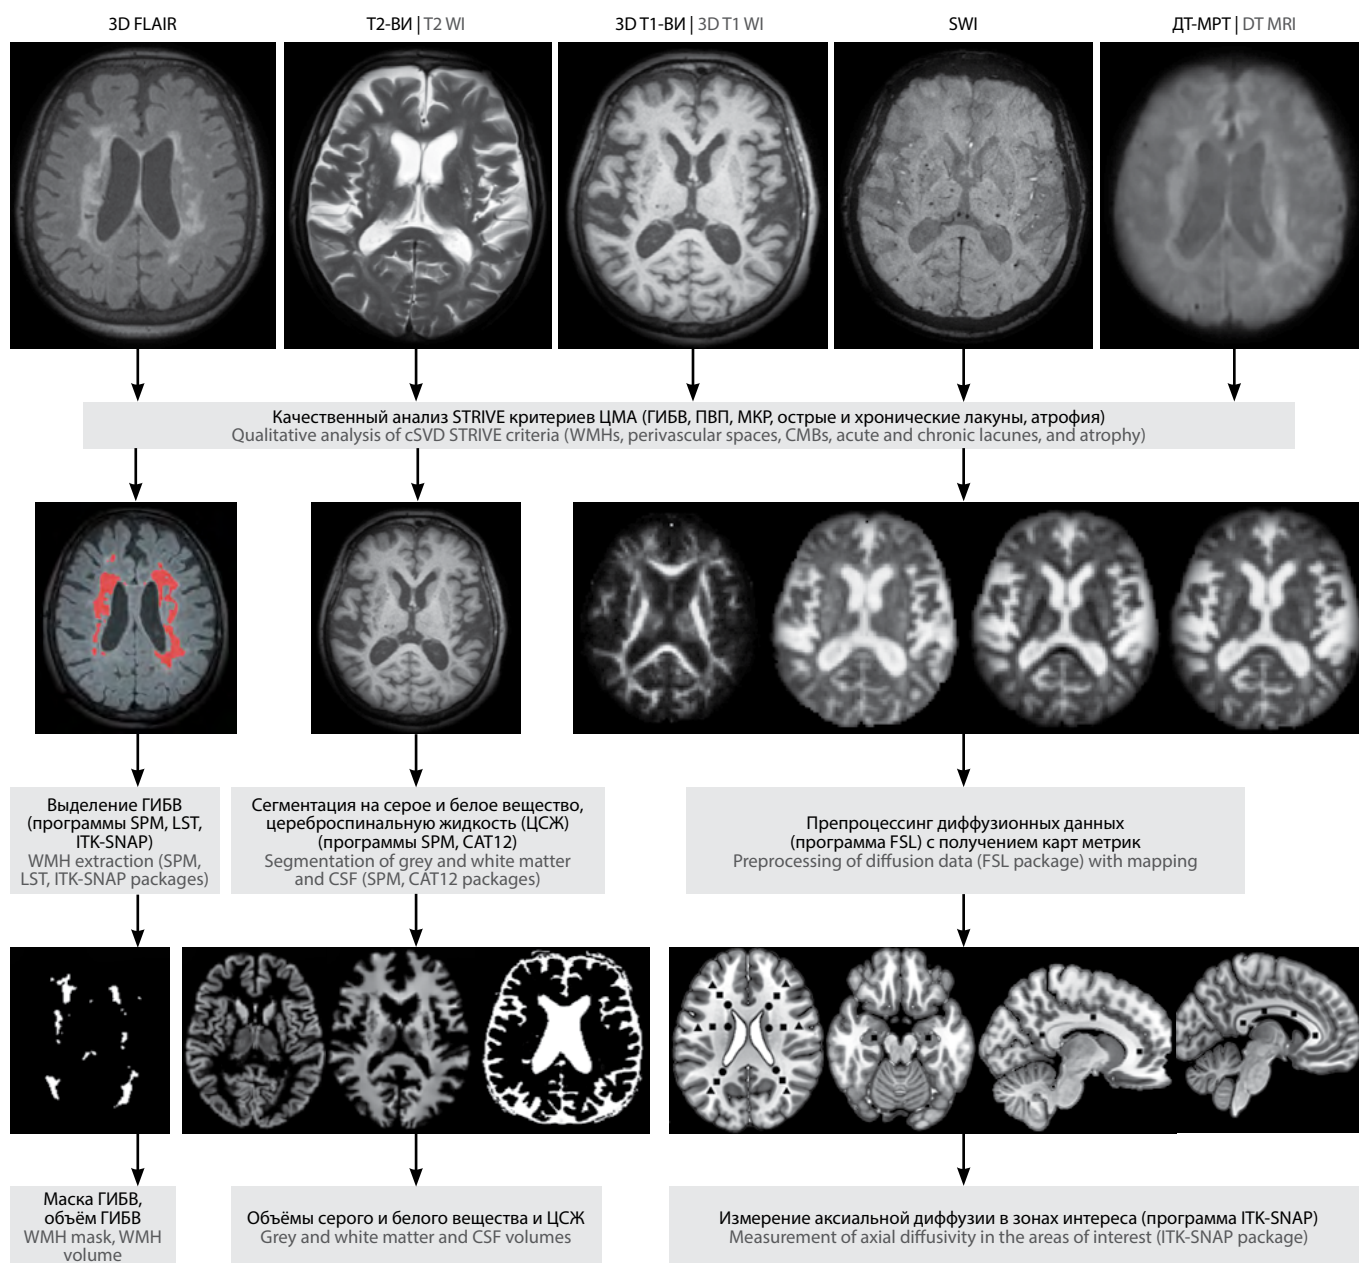 3D FLAIR
Т2-ВИ | T2 WI
3D Т1-ВИ | 3D T1 WI
SWI
ДТ-МРТ | DT MRI
Качественный анализ STRIVE критериев ЦМА (ГИБВ, ПВП, МКР, острые и хронические лакуны, атрофия)
Qualitative analysis of cSVD STRIVE criteria (WMHs, perivascular spaces, CMBs, acute and chronic lacunes, and atrophy)
Выделение ГИБВ
(программы SPM, LST,
ITK-SNAP)
WMH extraction (SPM,
LST, ITK-SNAP packages)
Сегментация на серое и белое вещество,
цереброспинальную жидкость (ЦСЖ)
(программы SPM, CAT12)
Segmentation of grey and white matter
and CSF (SPM, CAT12 packages)
Препроцессинг диффузионных данных
(программа FSL) с получением карт метрик
Preprocessing of diffusion data (FSL package) with mapping
Маска ГИБВ,
объём ГИБВ
WMH mask, WMH
volume
Объёмы серого и белого вещества и ЦСЖ
Grey and white matter and CSF volumes
Измерение аксиальной диффузии в зонах интереса (программа ITK-SNAP)
Measurement of axial diffusivity in the areas of interest (ITK-SNAP package)